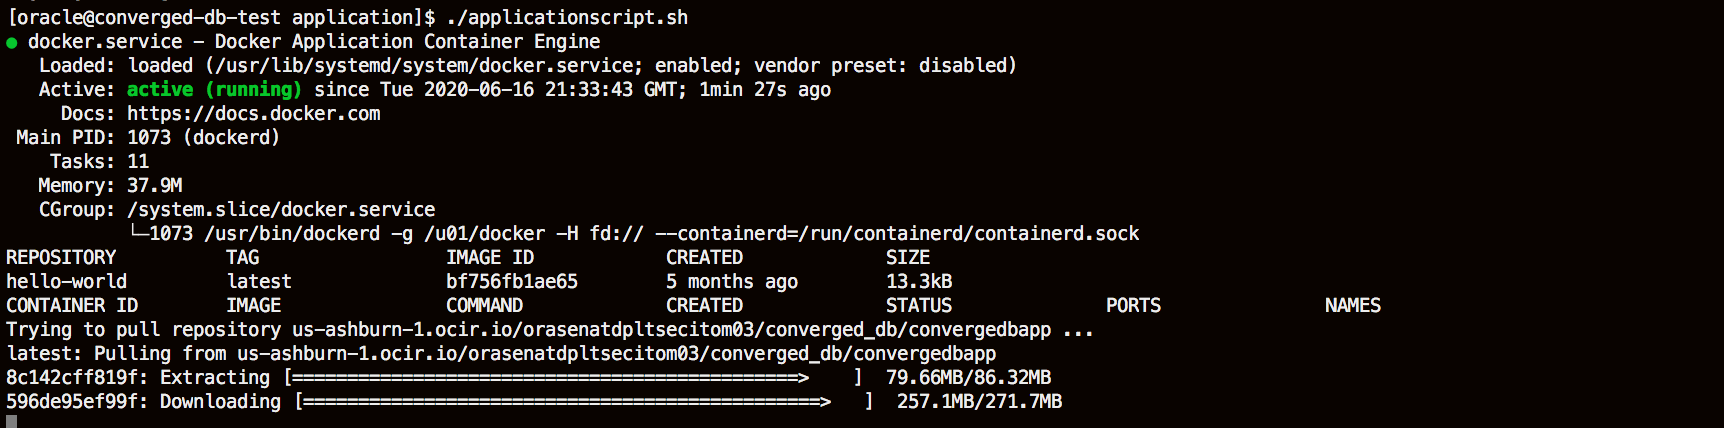 [oracle@converged-db-test application]$ ./applicationscript.sh
● docker.service - Docker Application Container Engine
   Loaded: loaded (/usr/lib/systemd/system/docker.service; enabled; vendor preset: disabled)
   Active: active (running) since Tue 2020-06-16 21:33:43 GMT; 1min 27s ago
     Docs: https://docs.docker.com
 Main PID: 1073 (dockerd)
    Tasks: 11
   Memory: 37.9M
   CGroup: /system.slice/docker.service
           └─1073 /usr/bin/dockerd -g /u01/docker -H fd:// --containerd=/run/containerd/containerd.sock
REPOSITORY          TAG                 IMAGE ID            CREATED             SIZE
hello-world         latest              bf756fb1ae65        5 months ago        13.3kB
CONTAINER ID        IMAGE               COMMAND             CREATED             STATUS              PORTS               NAMES
Trying to pull repository us-ashburn-1.ocir.io/orasenatdpltsecitom03/converged_db/convergedbapp ...
latest: Pulling from us-ashburn-1.ocir.io/orasenatdpltsecitom03/converged_db/convergedbapp
8c142cff819f: Extracting [==============================================>    ]  79.66MB/86.32MB
596de95ef99f: Downloading [===============================================>   ]  257.1MB/271.7MB